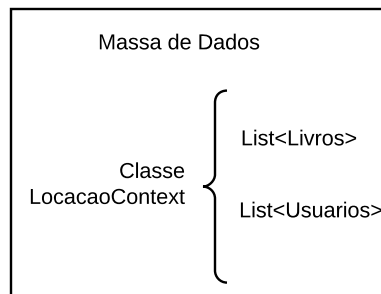 Massa de Dados
Classe
LocacaoContext
List<Livros>
List<Usuarios>